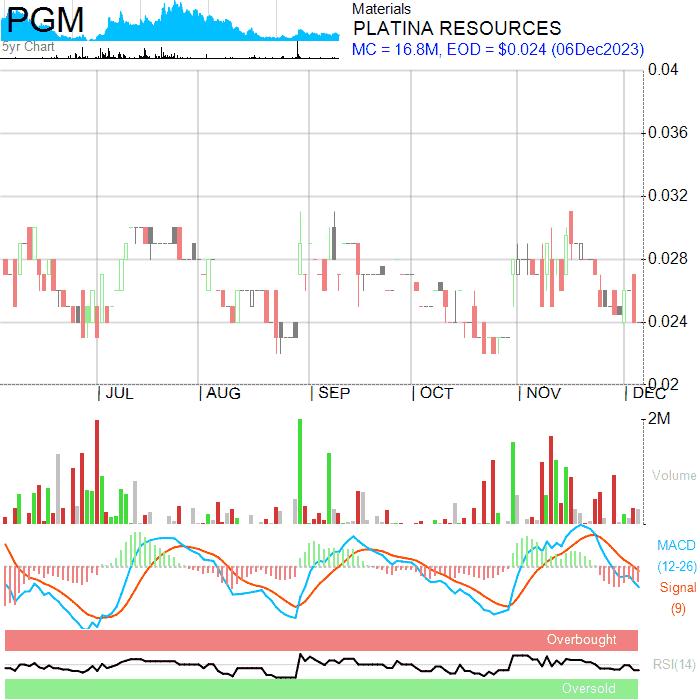 PGM
5yr Chart
Materials
PLATINA RESOURCES
MC = 16.8M, EOD = $0.024 (06Dec2023)
0.04
0.036
0.032
0.028
0.024
0.02
JUL
AUG
SEP
OCT
NOV
DEC
2M
Volume
MACD
(12-26)
Signal
(9)
Overbought
RSI(14)
Oversold